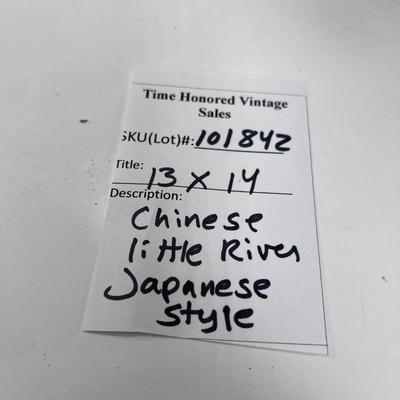 Time Honored Vintage
Sales
SKU(Lot)#: 101842
Title: 13 x 14
Description:
Chinese
little River
Japanese
style